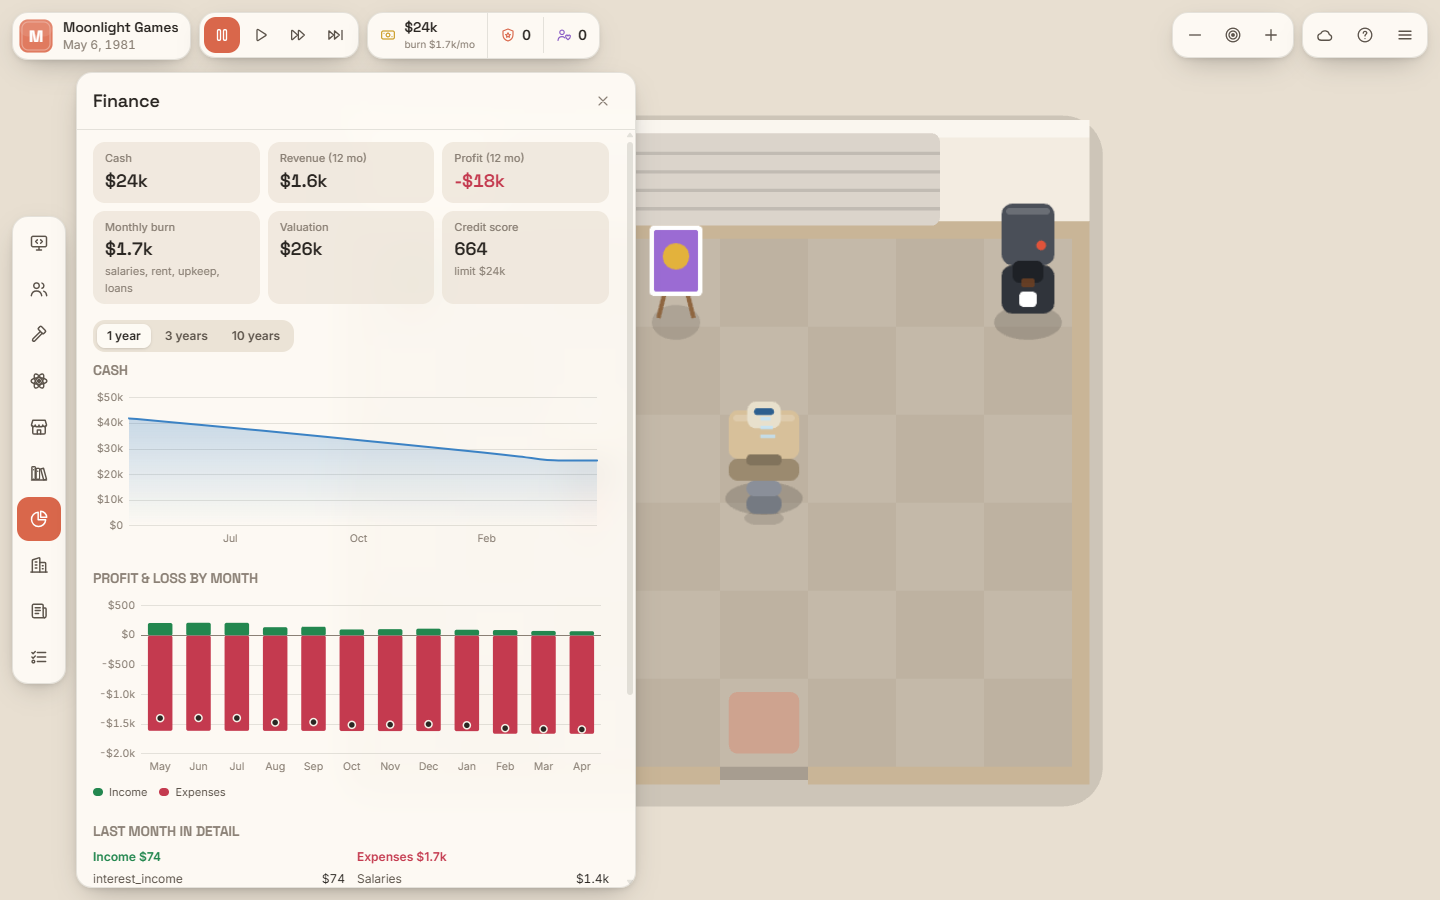 M
Moonlight Games
May 6, 1981
$24k
burn $1.7k/mo
0
0
Finance
Cash
$24k
Revenue (12 mo)
$1.6k
Profit (12 mo)
-$18k
Monthly burn
$1.7k
salaries, rent, upkeep,
loans
Valuation
$26k
Credit score
664
limit $24k
1 year
3 years
10 years
CASH
$50k
$40k
$30k
$20k
$10k
$0
Jul
Oct
Feb
PROFIT & LOSS BY MONTH
$500
$0
-$500
-$1.0k
-$1.5k
-$2.0k
May
Jun
Jul
Aug
Sep
Oct
Nov
Dec
Jan
Feb
Mar
Apr
Income
Expenses
LAST MONTH IN DETAIL
Income $74
Expenses $1.7k
interest_income
$74
Salaries
$1.4k